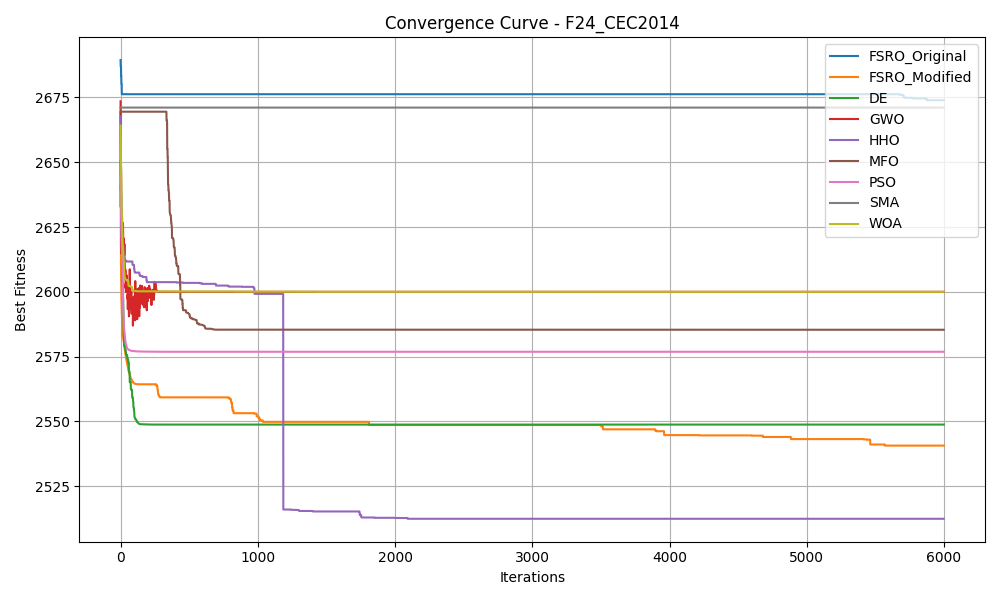 Convergence Curve - F24_CEC2014
Best Fitness
2675
2650
2625
2600
2575
2550
2525
0 1000 2000 3000 4000 5000 6000
Iterations
FSRO_Original
FSRO_Modified
DE
GWO
HHO
MFO
PSO
SMA
WOA